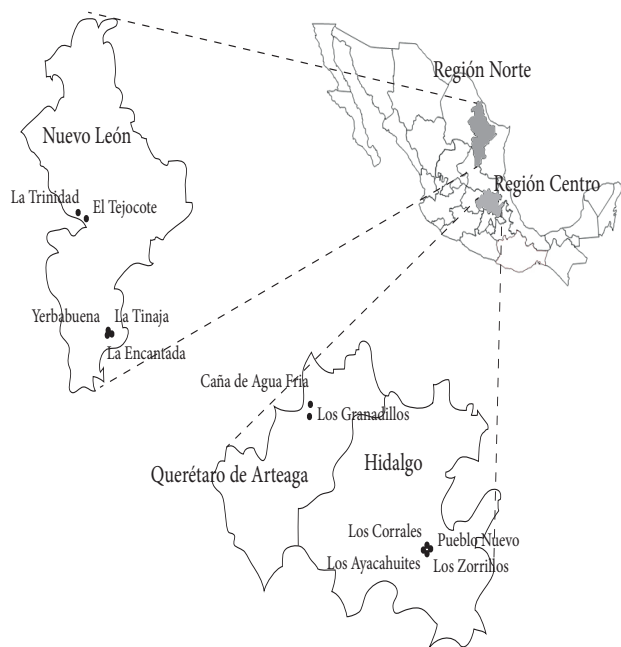 Región Norte
Nuevo León
Región Centro
La Trinidad
El Tejocote
Yerbabuena
La Tinaja
La Encantada
Caña de Agua Fria
Los Granadillos
Querétaro de Arteaga
Hidalgo
Los Corrales
Pueblo Nuevo
Los Ayacahuites
Los Zorrillos